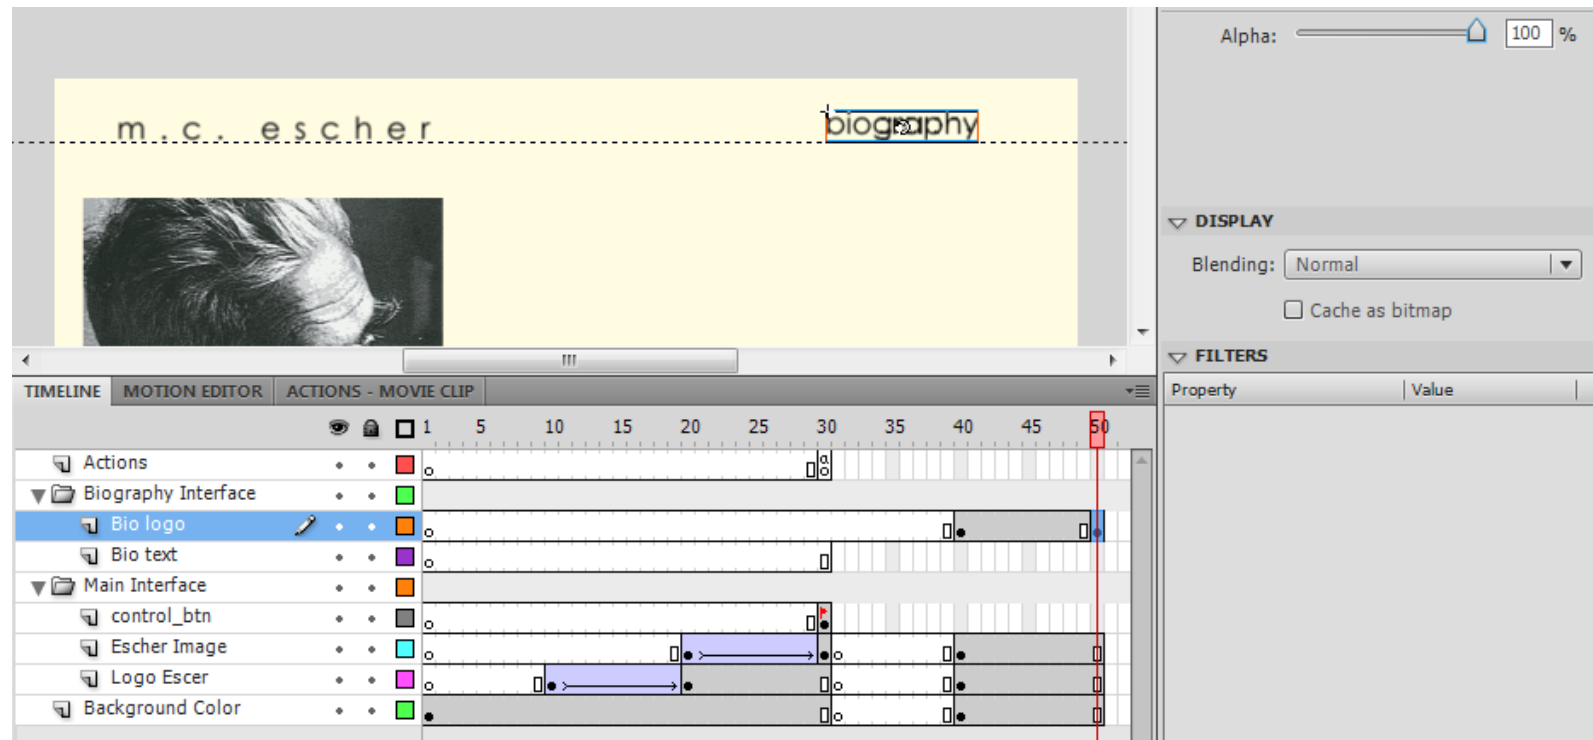 Alpha: 100 %
m.c. escher
biography
DISPLAY
Blending: Normal
Cache as bitmap
FILTERS
Property Value
TIMELINE MOTION EDITOR ACTIONS - MOVIE CLIP
1 5 10 15 20 25 30 35 40 45 50
Actions
a
Biography Interface
Bio logo
Bio text
Main Interface
control_btn
Escher Image
Logo Escer
Background Color